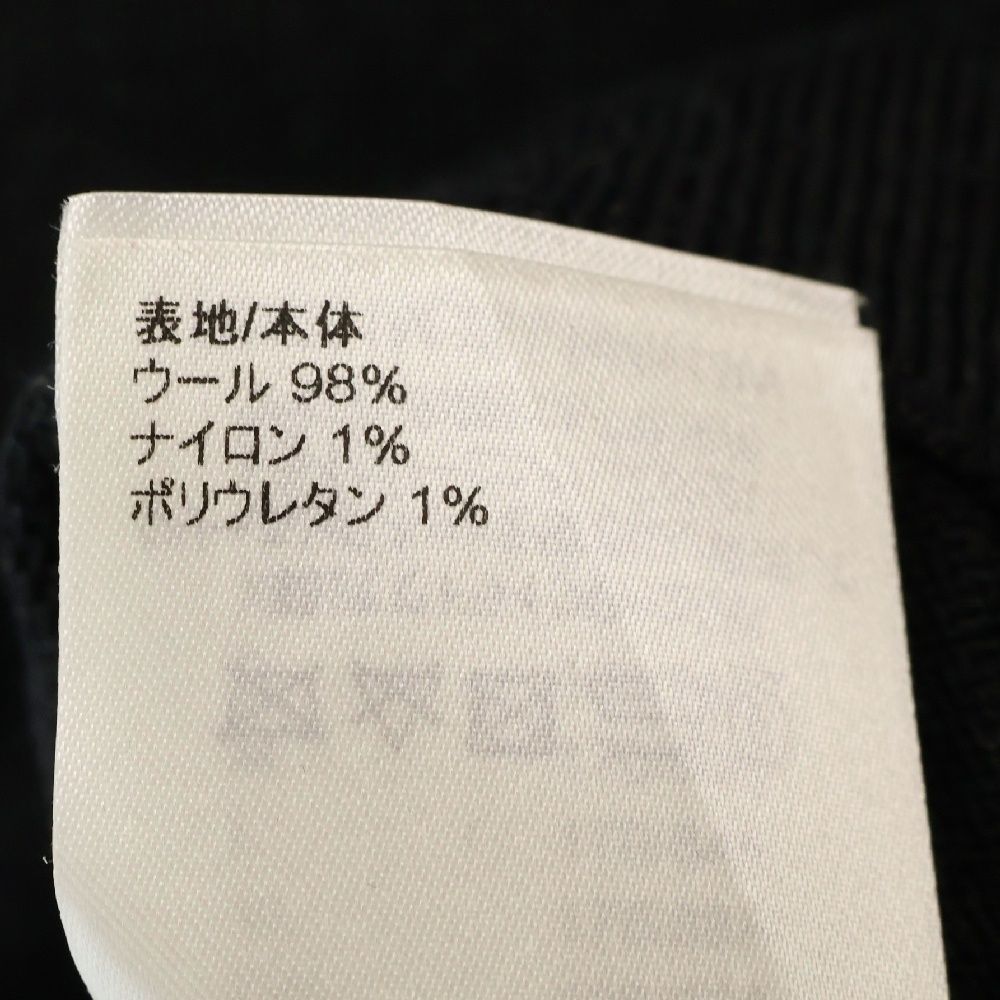 表地/本体
ウール 98%
ナイロン 1%
ポリウレタン 1%